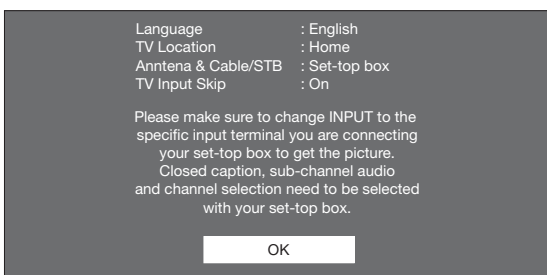 Language : English
TV Location : Home
Anntena & Cable/STB : Set-top box
TV Input Skip : On
Please make sure to change INPUT to the
specific input terminal you are connecting
your set-top box to get the picture.
Closed caption, sub-channel audio
and channel selection need to be selected
with your set-top box.
OK